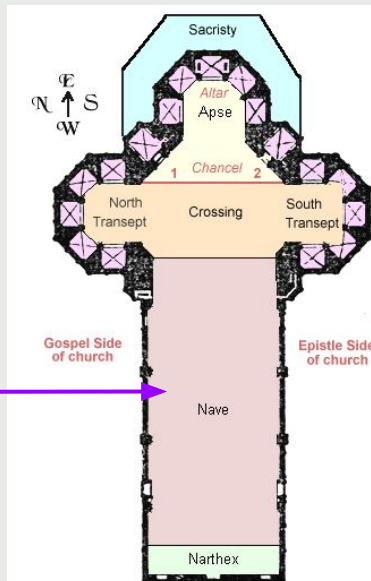 Sacristy
E
N S
W
Altar
Apse
1 Chancel 2
North
Transept
Crossing
South
Transept
Gospel Side
of church
Epistle Side
of church
Nave
Narthex